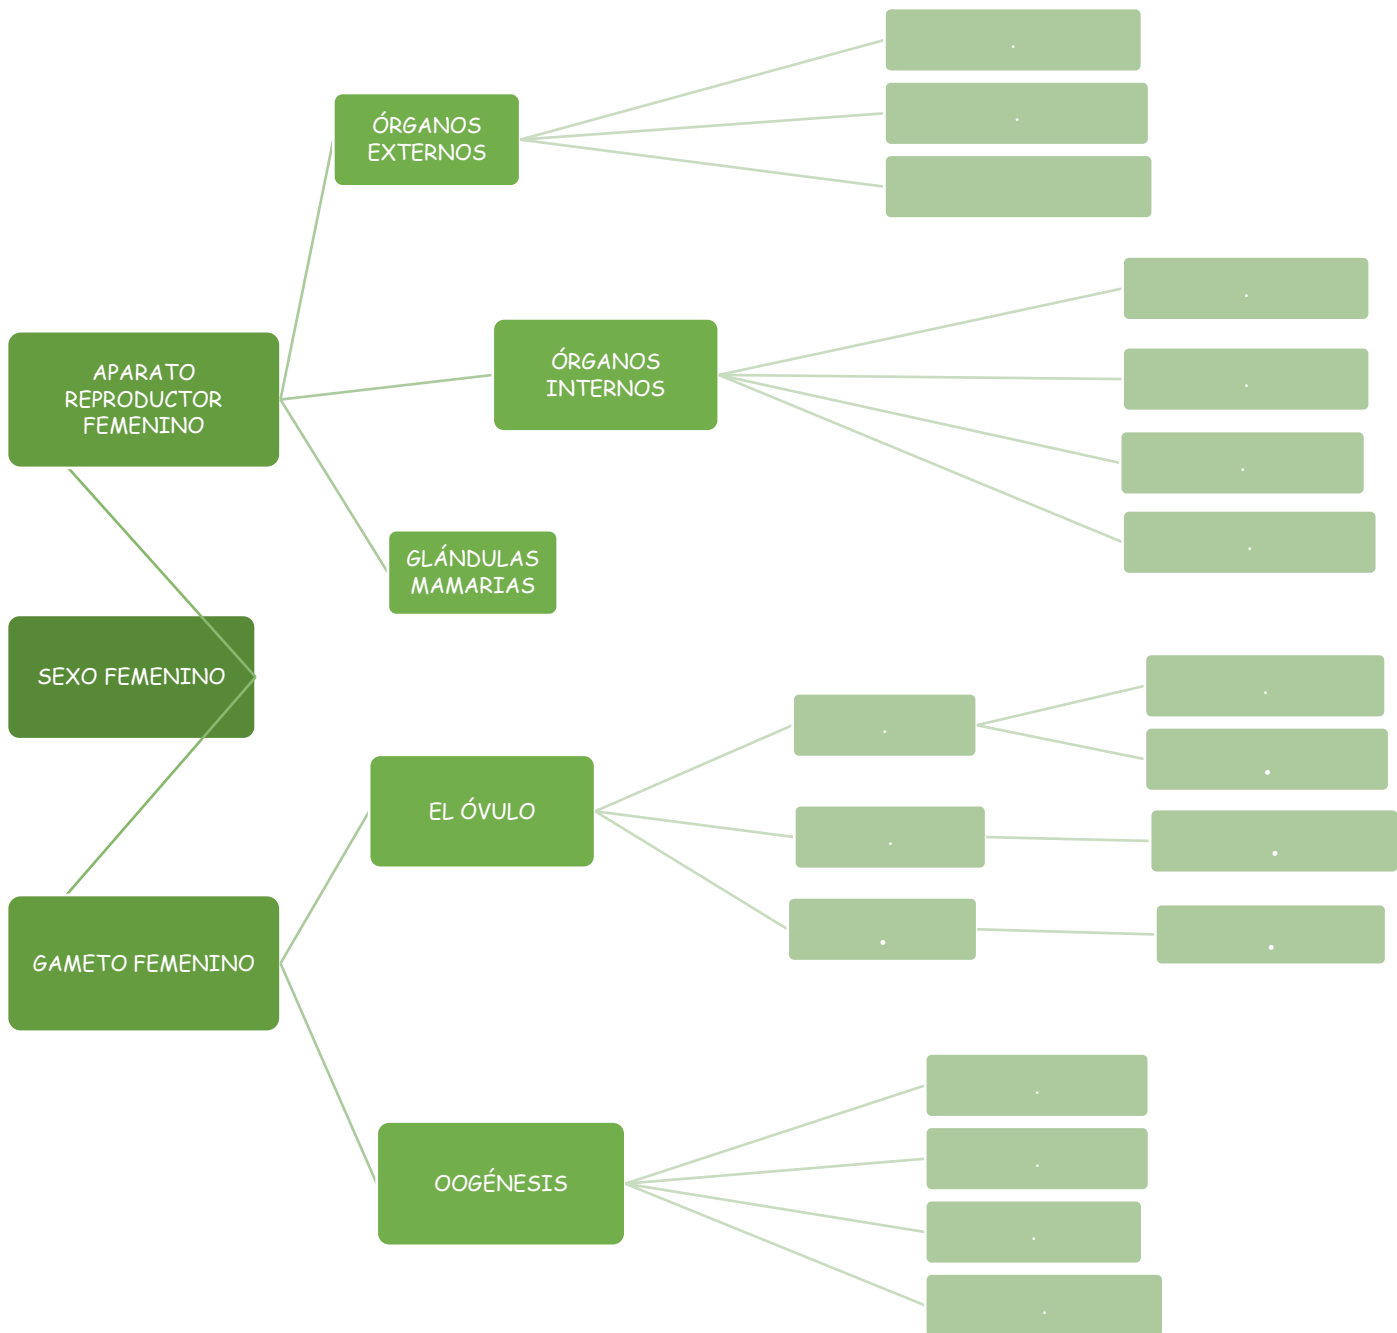 ÓRGANOS
EXTERNOS
APARATO
REPRODUCTOR
FEMENINO
ÓRGANOS
INTERNOS
GLÁNDULAS
MAMARIAS
SEXO FEMENINO
EL ÓVULO
GAMETO FEMENINO
OOGÉNESIS